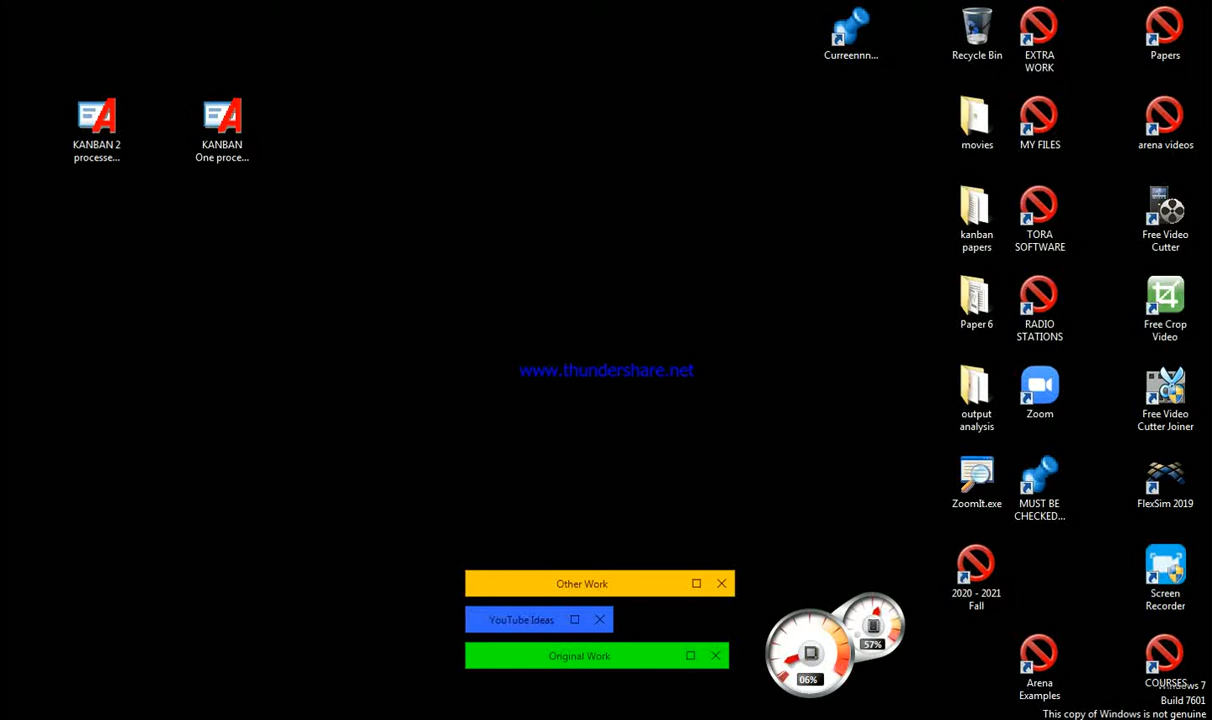 Curreennn...
Recycle Bin
EXTRA
WORK
Papers
KANBAN 2
processe...
KANBAN
One proce...
movies
MY FILES
arena videos
kanban
papers
TORA
SOFTWARE
Free Video
Cutter
Paper 6
RADIO
STATIONS
Free Crop
Video
www.thundershare.net
output
analysis
Zoom
Free Video
Cutter Joiner
ZoomIt.exe
MUST BE
CHECKED...
FlexSim 2019
Other Work
2020 - 2021
Fall
Screen
Recorder
YouTube Ideas
57%
Original Work
06%
Arena
Examples
COURSES
Windows 7
Build 7601
This copy of Windows is not genuine